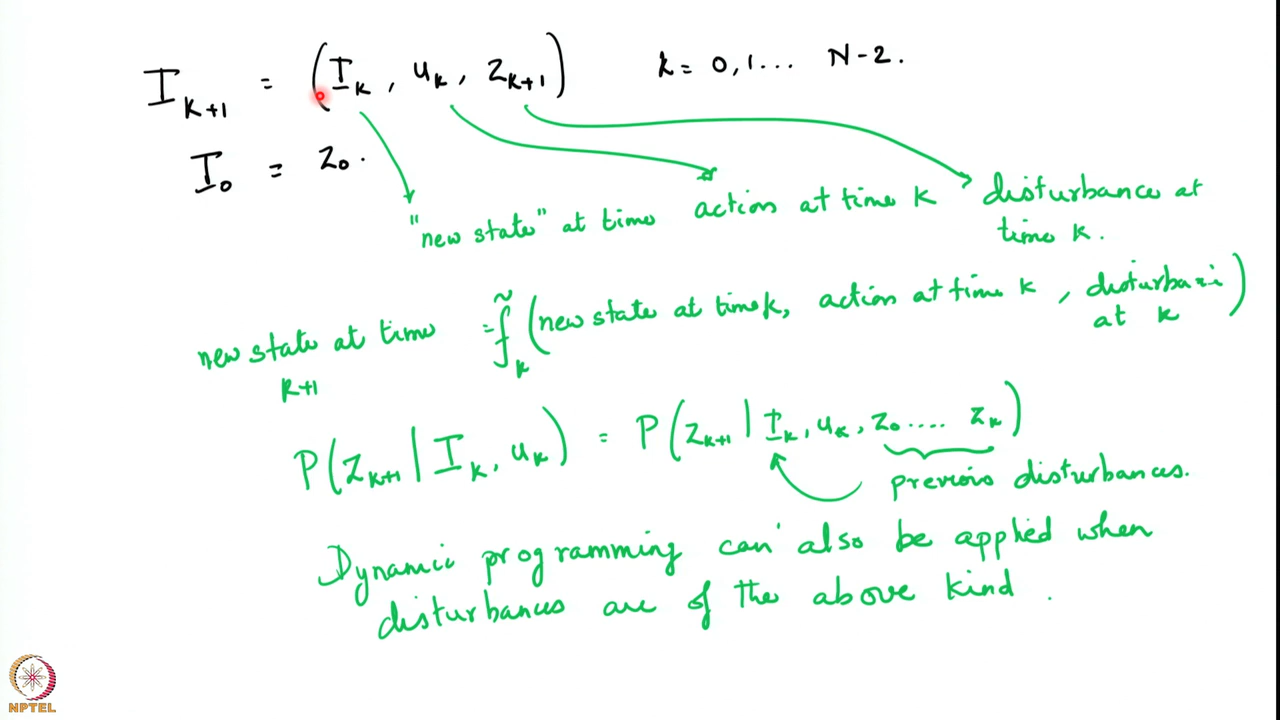 I_{k+1} = (I_k, u_k, z_{k+1}) k = 0, 1... N-2.
I_0 = z_0.
"new state" at time action at time k disturbance at
time k.
new state at time = f̃_k (new state at time k, action at time k, disturbance
k+1 at k)
P(z_{k+1} | I_k, u_k) = P(z_{k+1} | I_k, u_k, z_0 .... z_k)
previous disturbances.
Dynamic programming can also be applied when
disturbances are of the above kind.
NPTEL